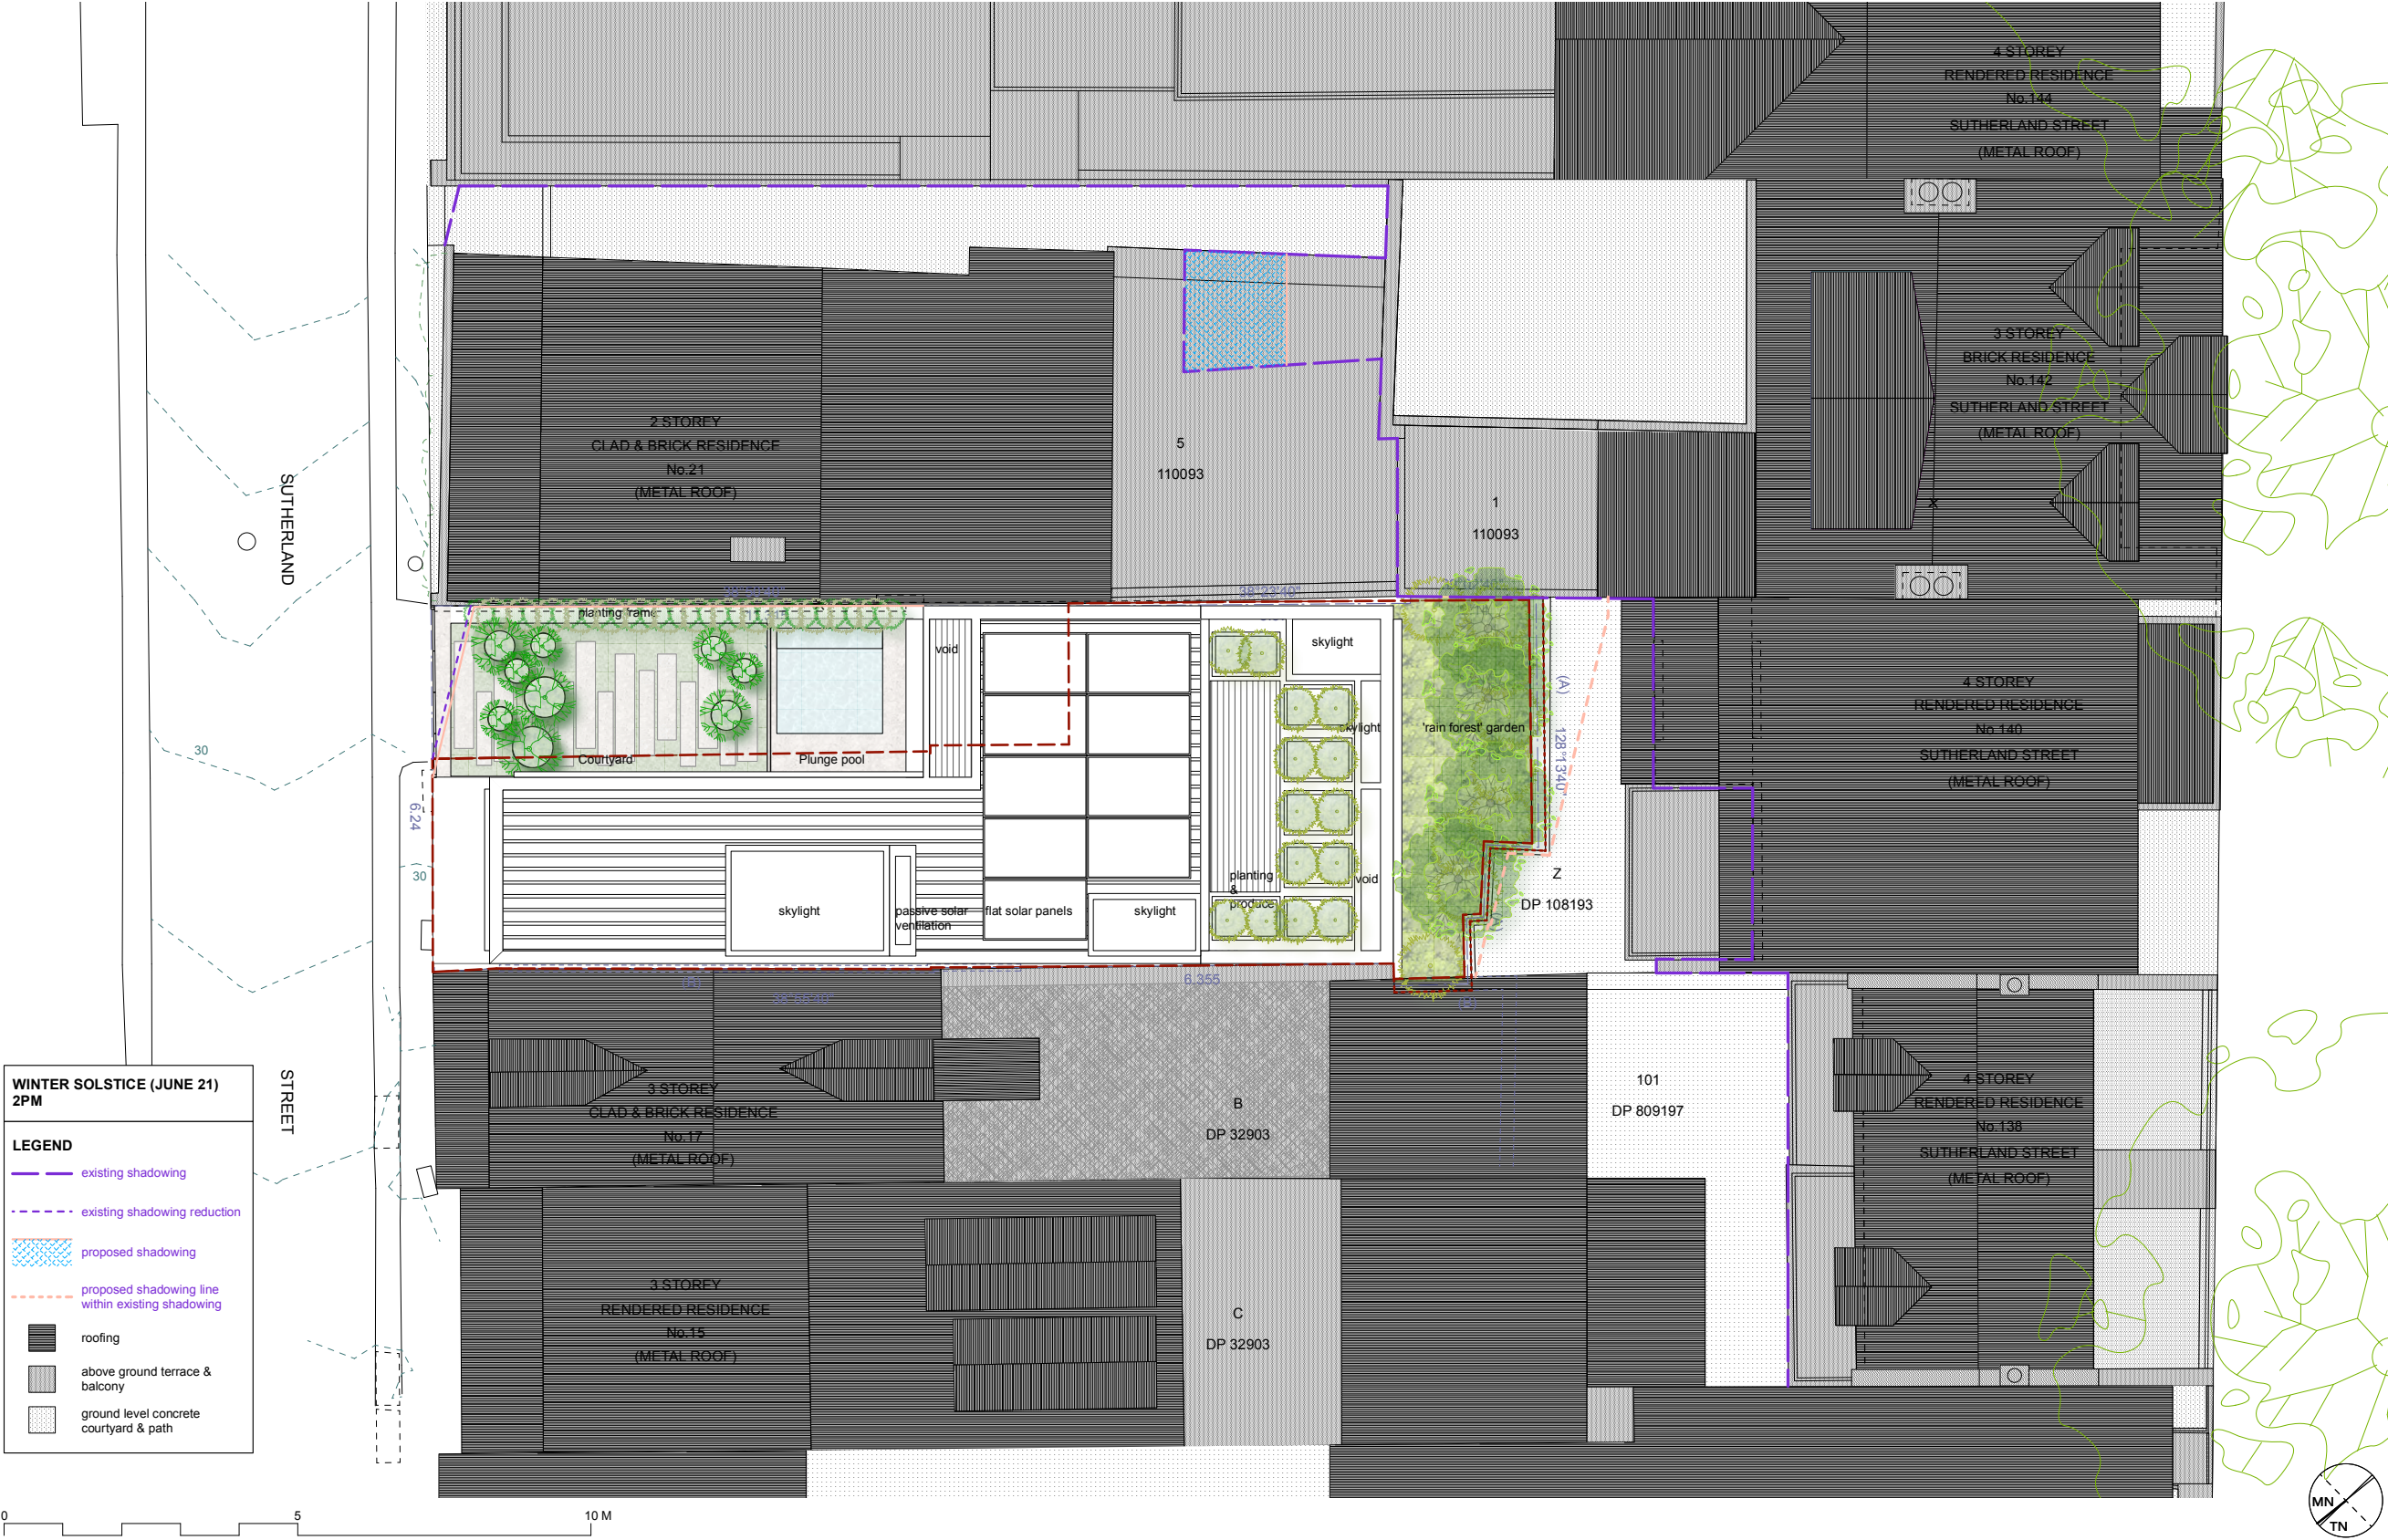 4 STOREY
RENDERED RESIDENCE
No.144
SUTHERLAND STREET
(METAL ROOF)
2 STOREY
CLAD & BRICK RESIDENCE
No.21
(METAL ROOF)
5
110093
1
110093
3 STOREY
BRICK RESIDENCE
No.142
SUTHERLAND STREET
(METAL ROOF)
X
SUTHERLAND
STREET
38°23'40"
planting frame
void
skylight
skylight
'rain forest' garden
(A)
128°13'40"
Courtyard
Plunge pool
30
30
6.24
skylight
passive solar
ventilation
flat solar panels
skylight
planting
&
produce
void
Z
DP 108193
(A)
4 STOREY
RENDERED RESIDENCE
No.140
SUTHERLAND STREET
(METAL ROOF)
6.355
3 STOREY
CLAD & BRICK RESIDENCE
No.17
(METAL ROOF)
B
DP 32903
101
DP 809197
4 STOREY
RENDERED RESIDENCE
No.138
SUTHERLAND STREET
(METAL ROOF)
3 STOREY
RENDERED RESIDENCE
No.15
(METAL ROOF)
C
DP 32903
WINTER SOLSTICE (JUNE 21)
2PM
LEGEND
existing shadowing
existing shadowing reduction
proposed shadowing
proposed shadowing line
within existing shadowing
roofing
above ground terrace &
balcony
ground level concrete
courtyard & path
0 5 10 M
MN
TN